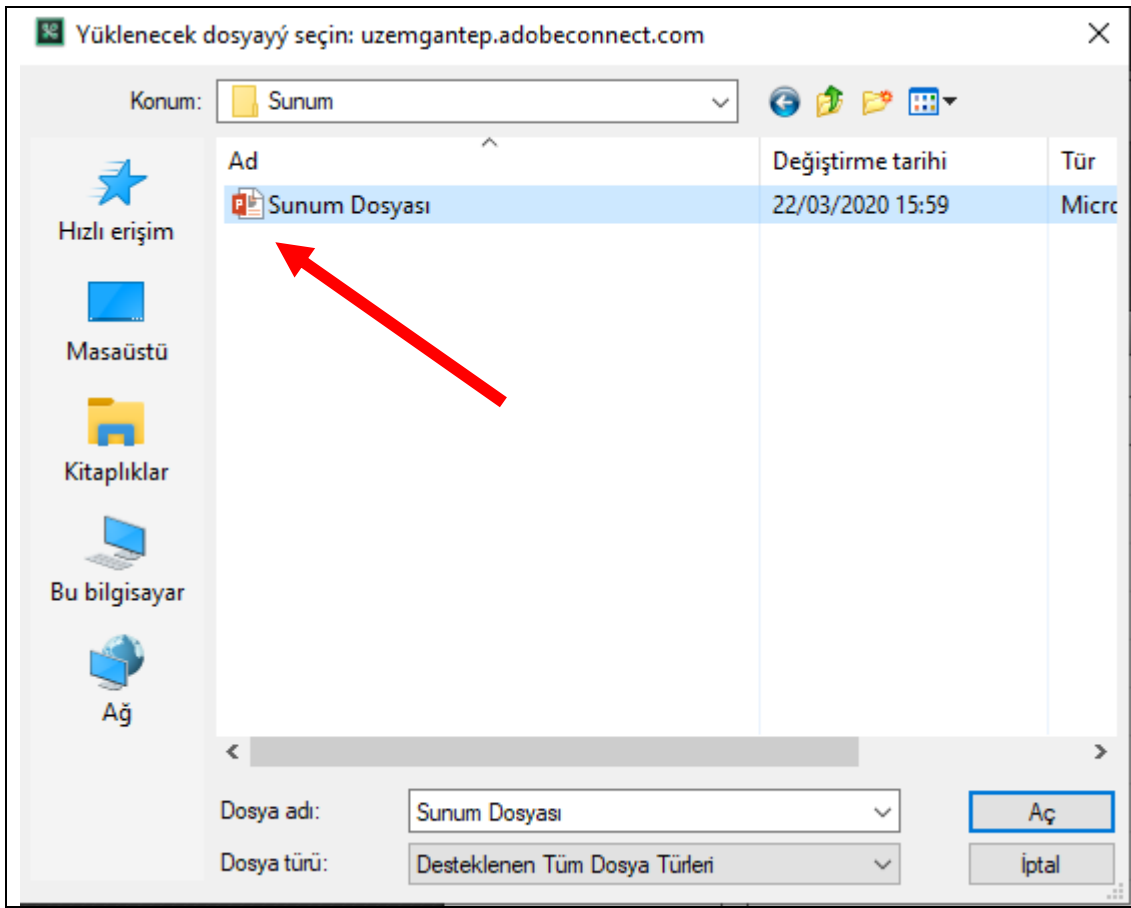 Yüklenecek dosyayý seçin: uzemgantep.adobeconnect.com
Konum: Sunum
Ad Değiştirme tarihi Tür
Sunum Dosyası 22/03/2020 15:59 Micro
Hızlı erişim
Masaüstü
Kitaplıklar
Bu bilgisayar
Ağ
Dosya adı: Sunum Dosyası Aç
Dosya türü: Desteklenen Tüm Dosya Türleri İptal